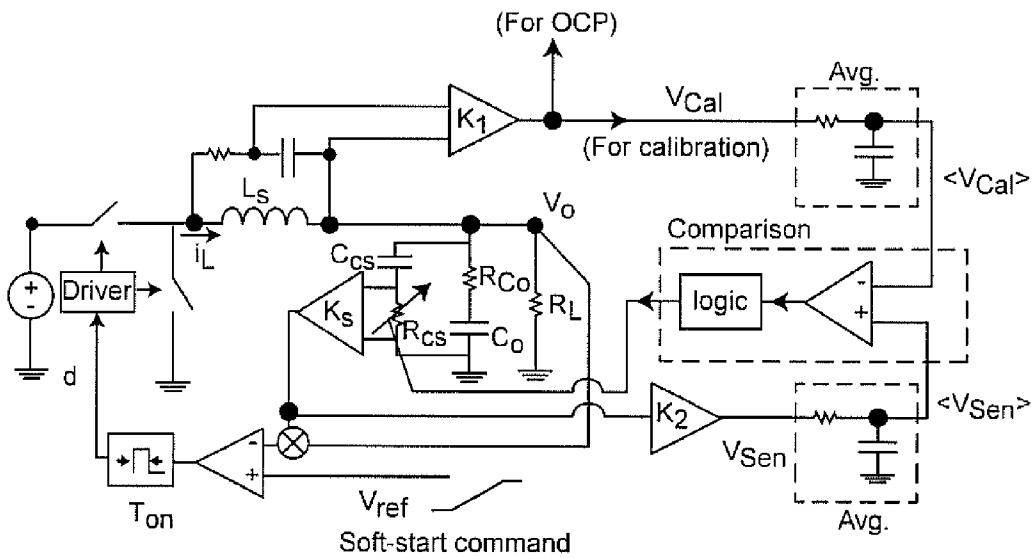 (For OCP)
Avg.
K1
VCal
(For calibration)
<VCal>
Ls
Vo
Comparison
iL
CCS
RCo
Driver
Ks
RCS
Co
RL
logic
-
+
d
K2
<VSen>
VSen
Ton
-
+
Vref
Soft-start command
Avg.
+
-